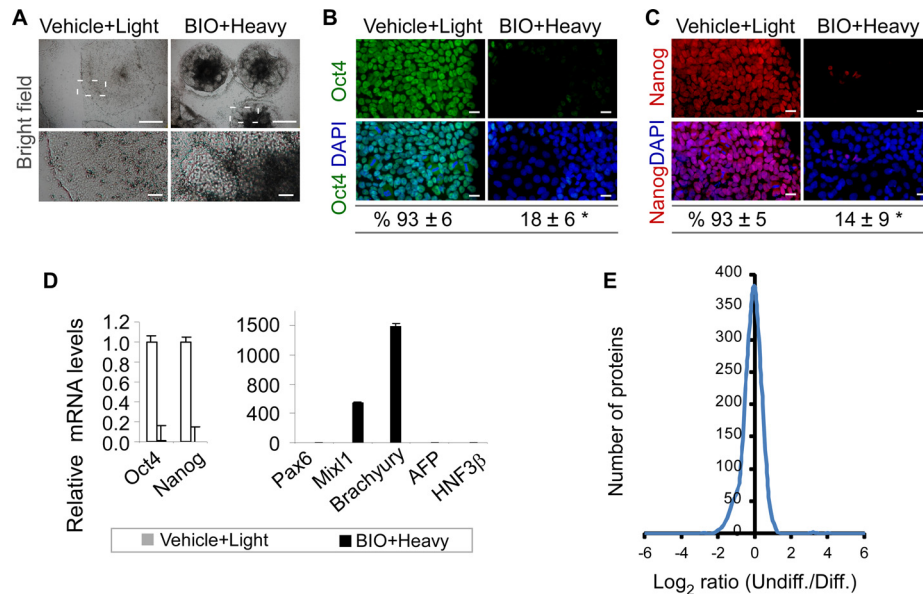 A
Vehicle+Light BIO+Heavy
Bright field
B
Vehicle+Light BIO+Heavy
Oct4
Oct4 DAPI
% 93 ± 6 18 ± 6 *
C
Vehicle+Light BIO+Heavy
Nanog
NanogDAPI
% 93 ± 5 14 ± 9 *
D
Relative mRNA levels
1.2
1.0
0.8
0.6
0.4
0.2
0.0
Oct4 Nanog
1500
1200
800
400
0
Pax6 Mixl1 Brachyury AFP HNF3β
Vehicle+Light BIO+Heavy
E
Number of proteins
400
350
300
250
200
150
100
50
0
-6 -4 -2 0 2 4 6
Log2 ratio (Undiff./Diff.)